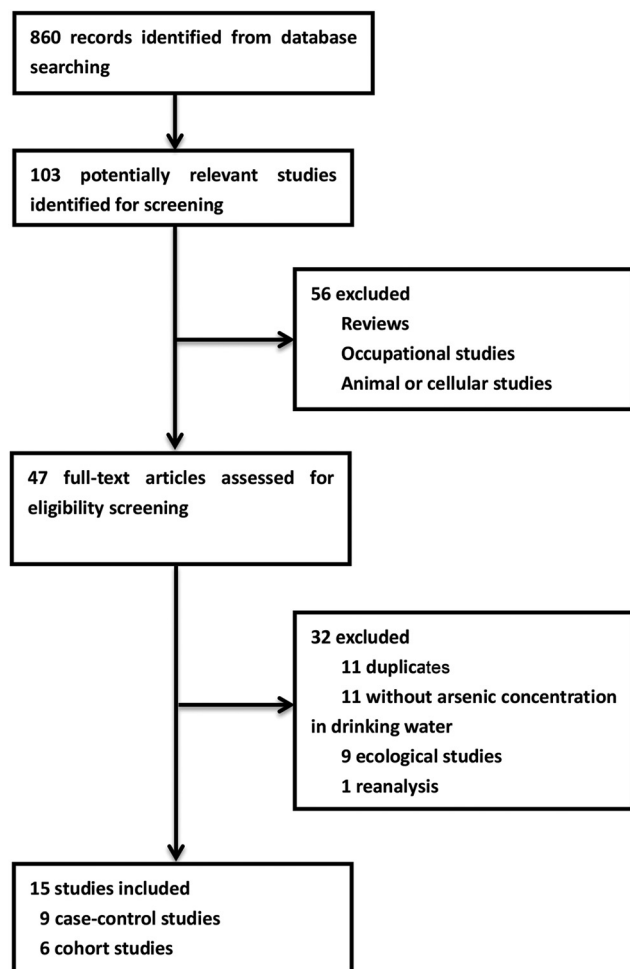 860 records identified from database
searching
103 potentially relevant studies
identified for screening
56 excluded
Reviews
Occupational studies
Animal or cellular studies
47 full-text articles assessed for
eligibility screening
32 excluded
11 duplicates
11 without arsenic concentration
in drinking water
9 ecological studies
1 reanalysis
15 studies included
9 case-control studies
6 cohort studies